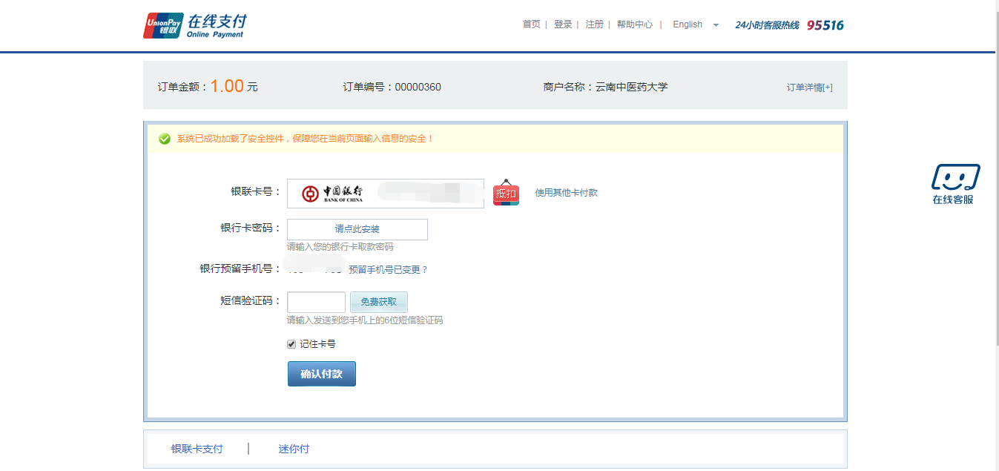 UnionPay 银联 在线支付 Online Payment
首页 | 登录 | 注册 | 帮助中心 | English 24小时客服热线 95516
订单金额：1.00 元 订单编号：00000360 商户名称：云南中医药大学 订单详情[+]
系统已成功加载了安全控件，保障您在当前页面输入信息的安全！
银联卡号： 中国银行 BANK OF CHINA 抵扣 使用其他卡付款
银行卡密码： 请点此安装
请输入您的银行卡取款密码
银行预留手机号： 预留手机号已变更？
短信验证码： 免费获取
请输入发送到您手机上的6位短信验证码
记住卡号
确认付款
在线客服
银联卡支付 | 迷你付